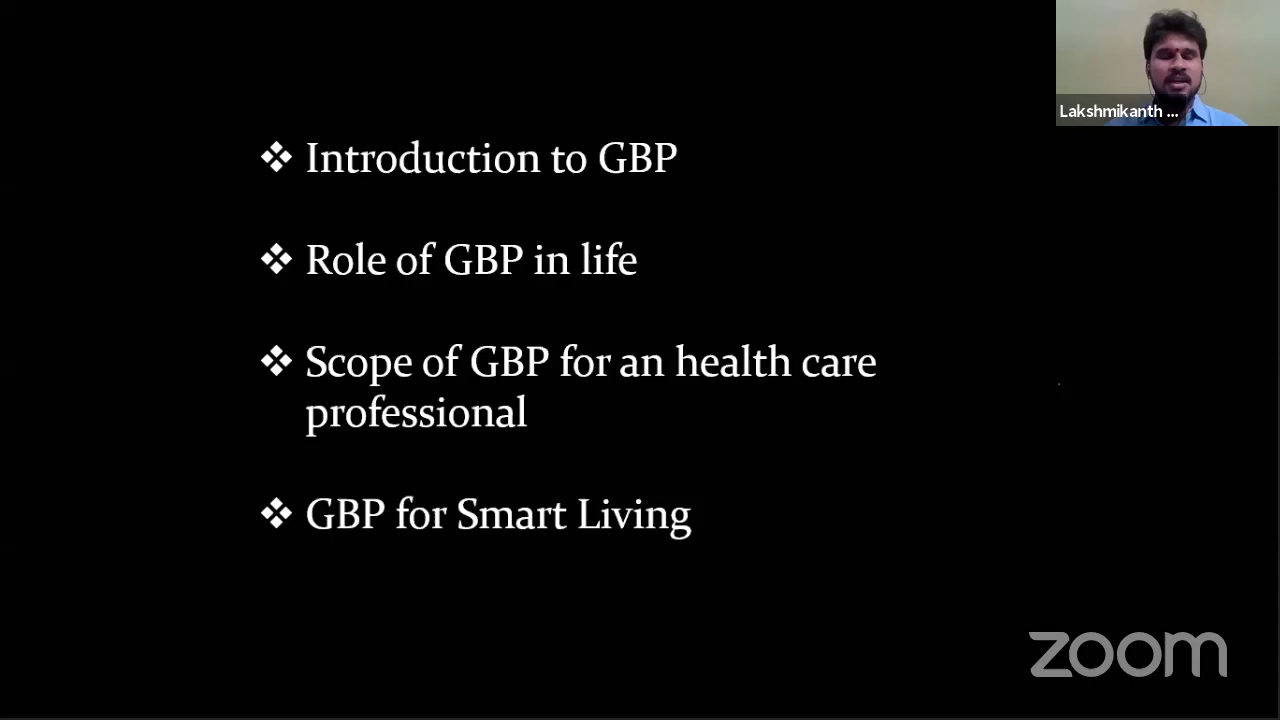 Lakshmikanth ...
❖ Introduction to GBP
❖ Role of GBP in life
❖ Scope of GBP for an health care
professional
❖ GBP for Smart Living
zoom